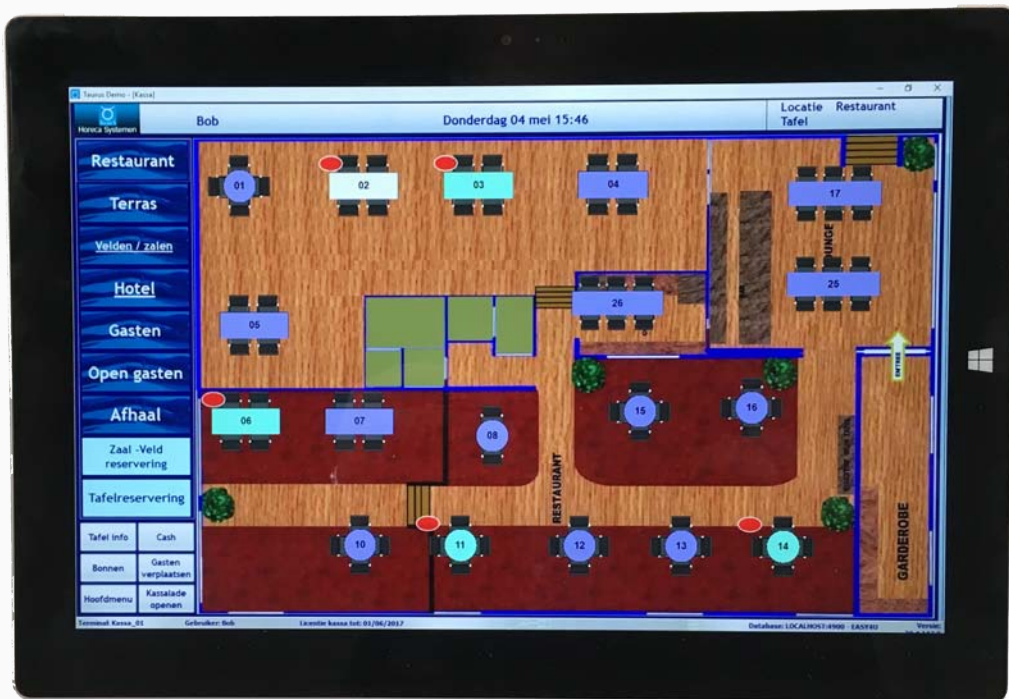 Taurus Demo - [Kassa]
Horeca Systemen
Bob
Donderdag 04 mei 15:46
Locatie Restaurant
Tafel
Restaurant
Terras
Velden / zalen
Hotel
Gasten
Open gasten
Afhaal
Zaal -Veld
reservering
Tafelreservering
Tafel info
Cash
Bonnen
Gasten
verplaatsen
Hoofdmenu
Kassalade
openen
01
02
03
04
17
25
26
05
06
07
08
15
16
10
11
12
13
14
ENTREE
RESTAURANT
GARDEROBE
Terminal: Kassa_01
Gebruiker: Bob
Licentie kassa tot: 01/06/2017
Database: LOCALHOST:4900 - EASY4U
Versie: